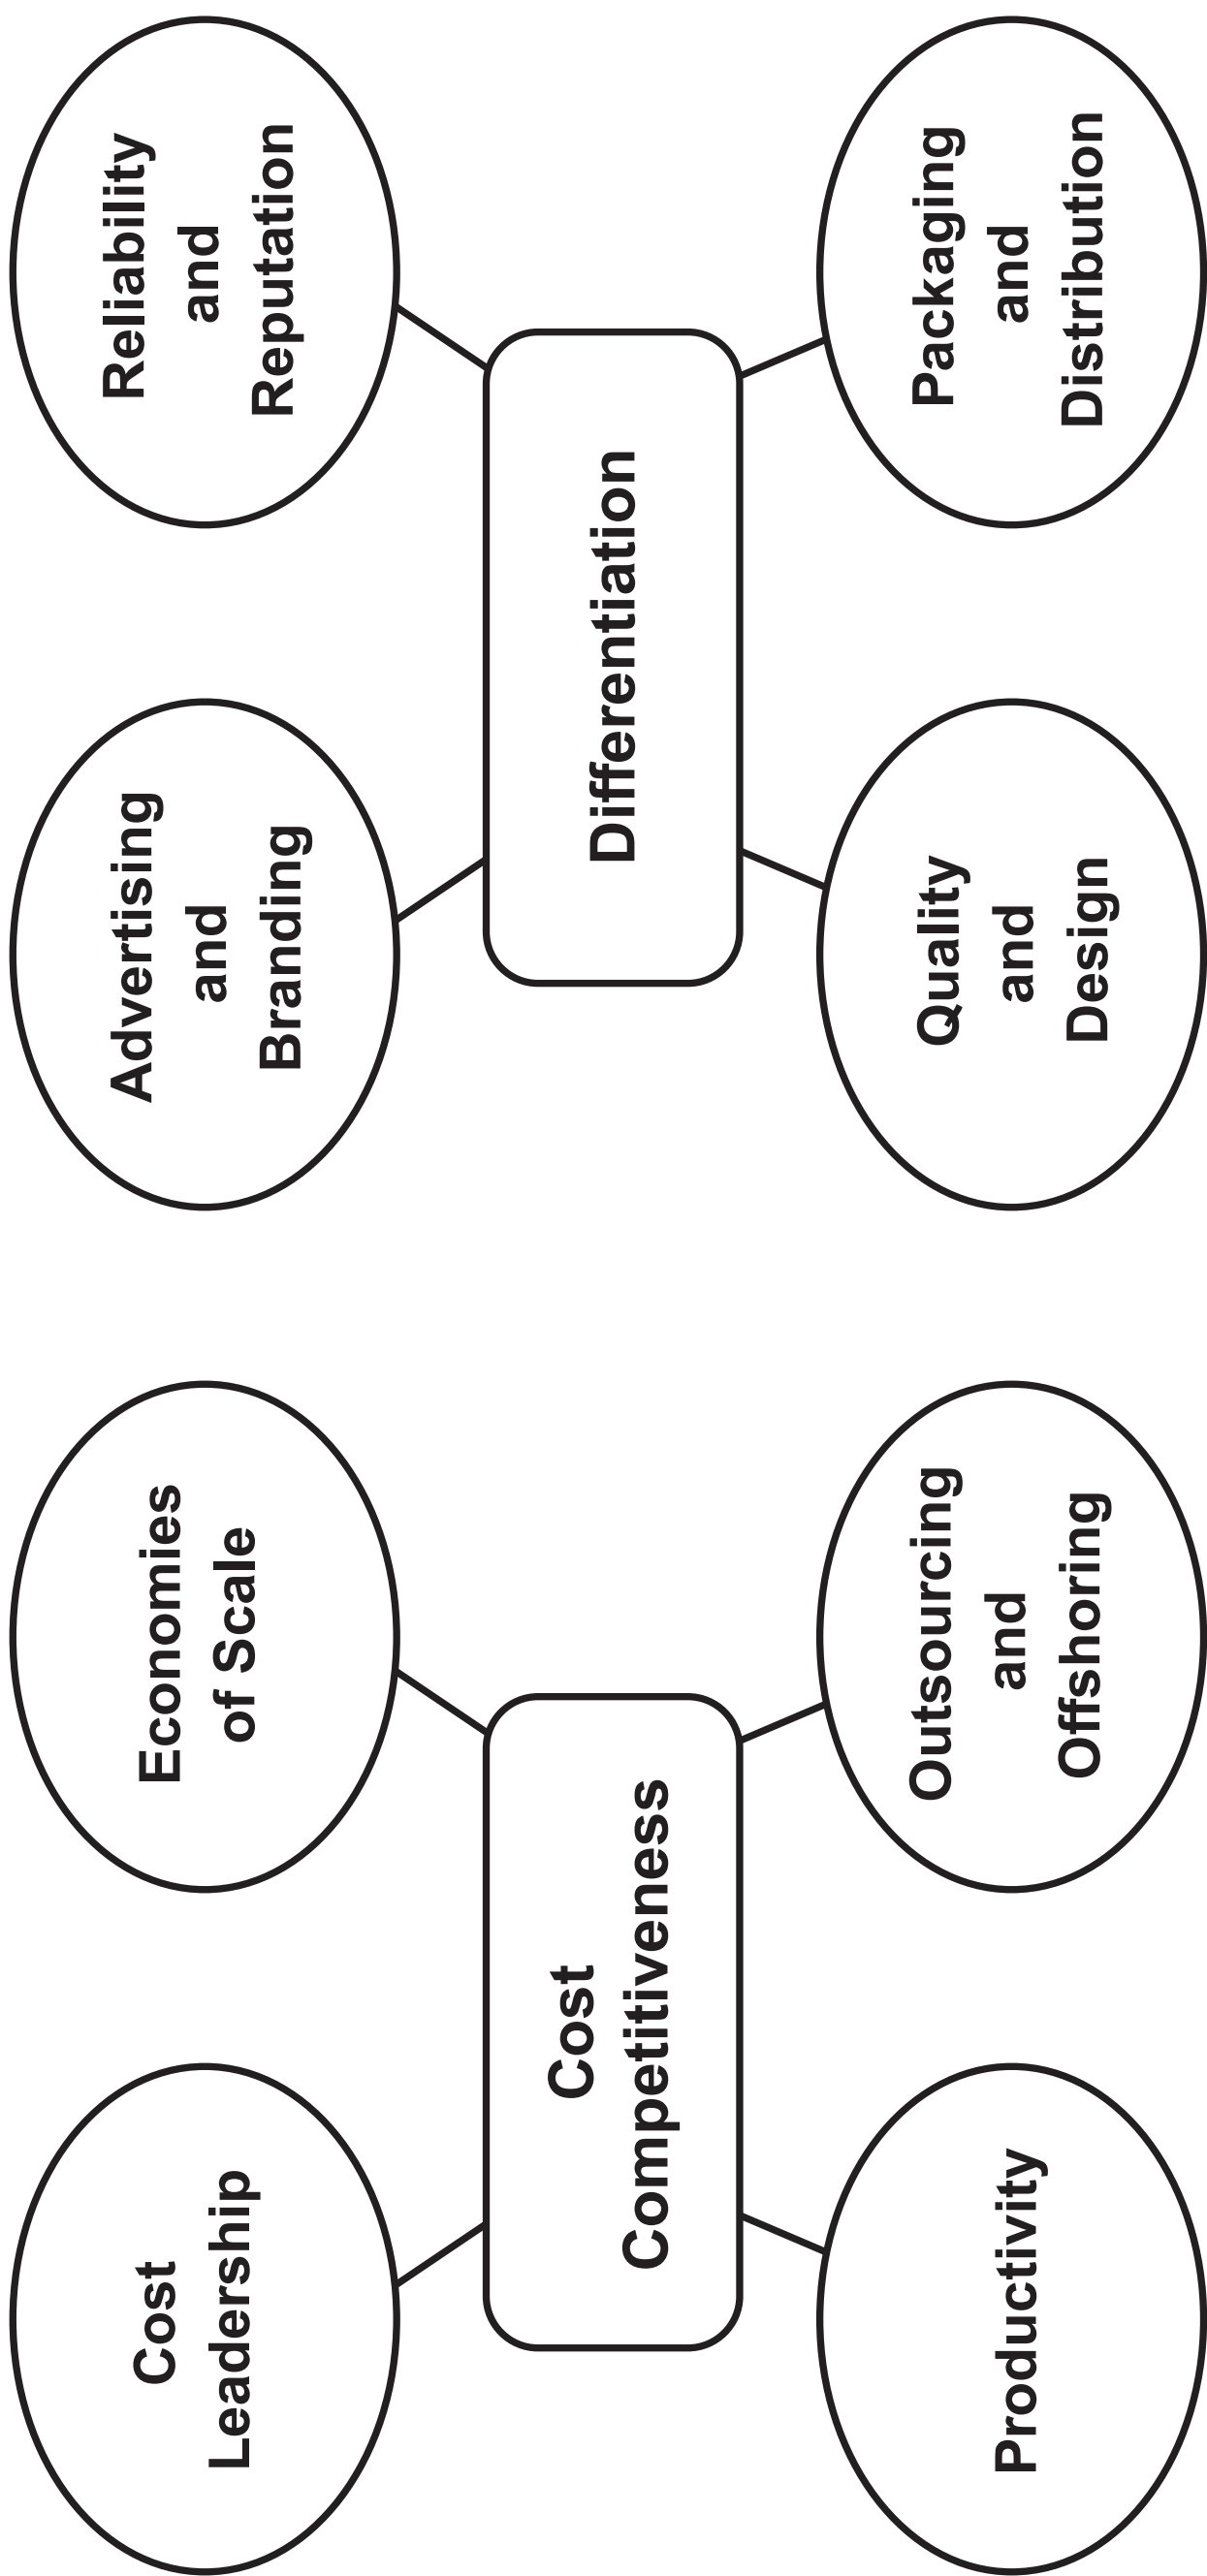 Cost
Leadership
Economies
of Scale
Cost
Competitiveness
Productivity
Outsourcing
and
Offshoring
Advertising
and
Branding
Reliability
and
Reputation
Differentiation
Quality
and
Design
Packaging
and
Distribution